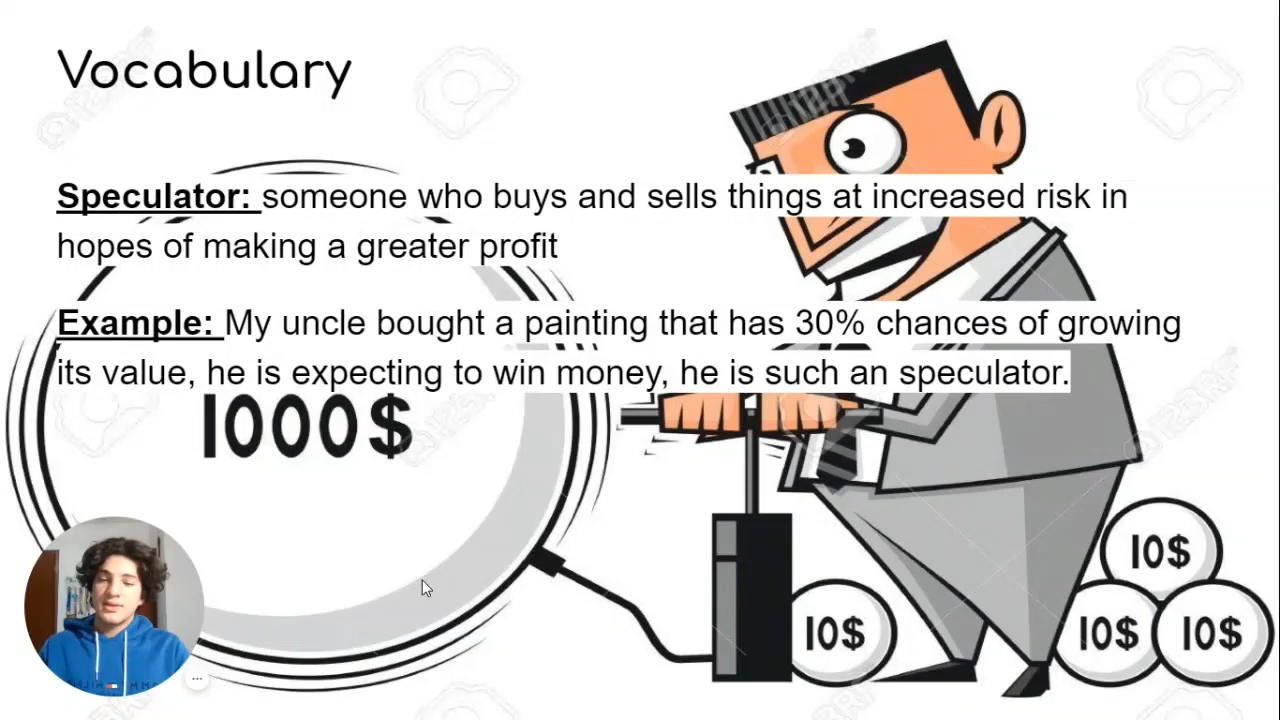 Vocabulary
Speculator: someone who buys and sells things at increased risk in
hopes of making a greater profit
Example: My uncle bought a painting that has 30% chances of growing
its value, he is expecting to win money, he is such an speculator.
1000$
10$
10$
10$
10$
123RF